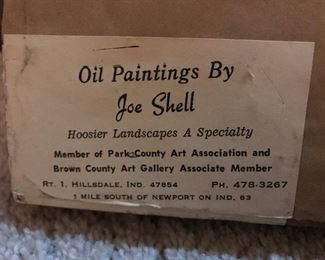 Oil Paintings By
Joe Shell
Hoosier Landscapes A Specialty
Member of Park County Art Association and
Brown County Art Gallery Associate Member
Rt. 1, Hillsdale, Ind. 47854 Ph. 478-3267
1 Mile South of Newport on Ind. 63